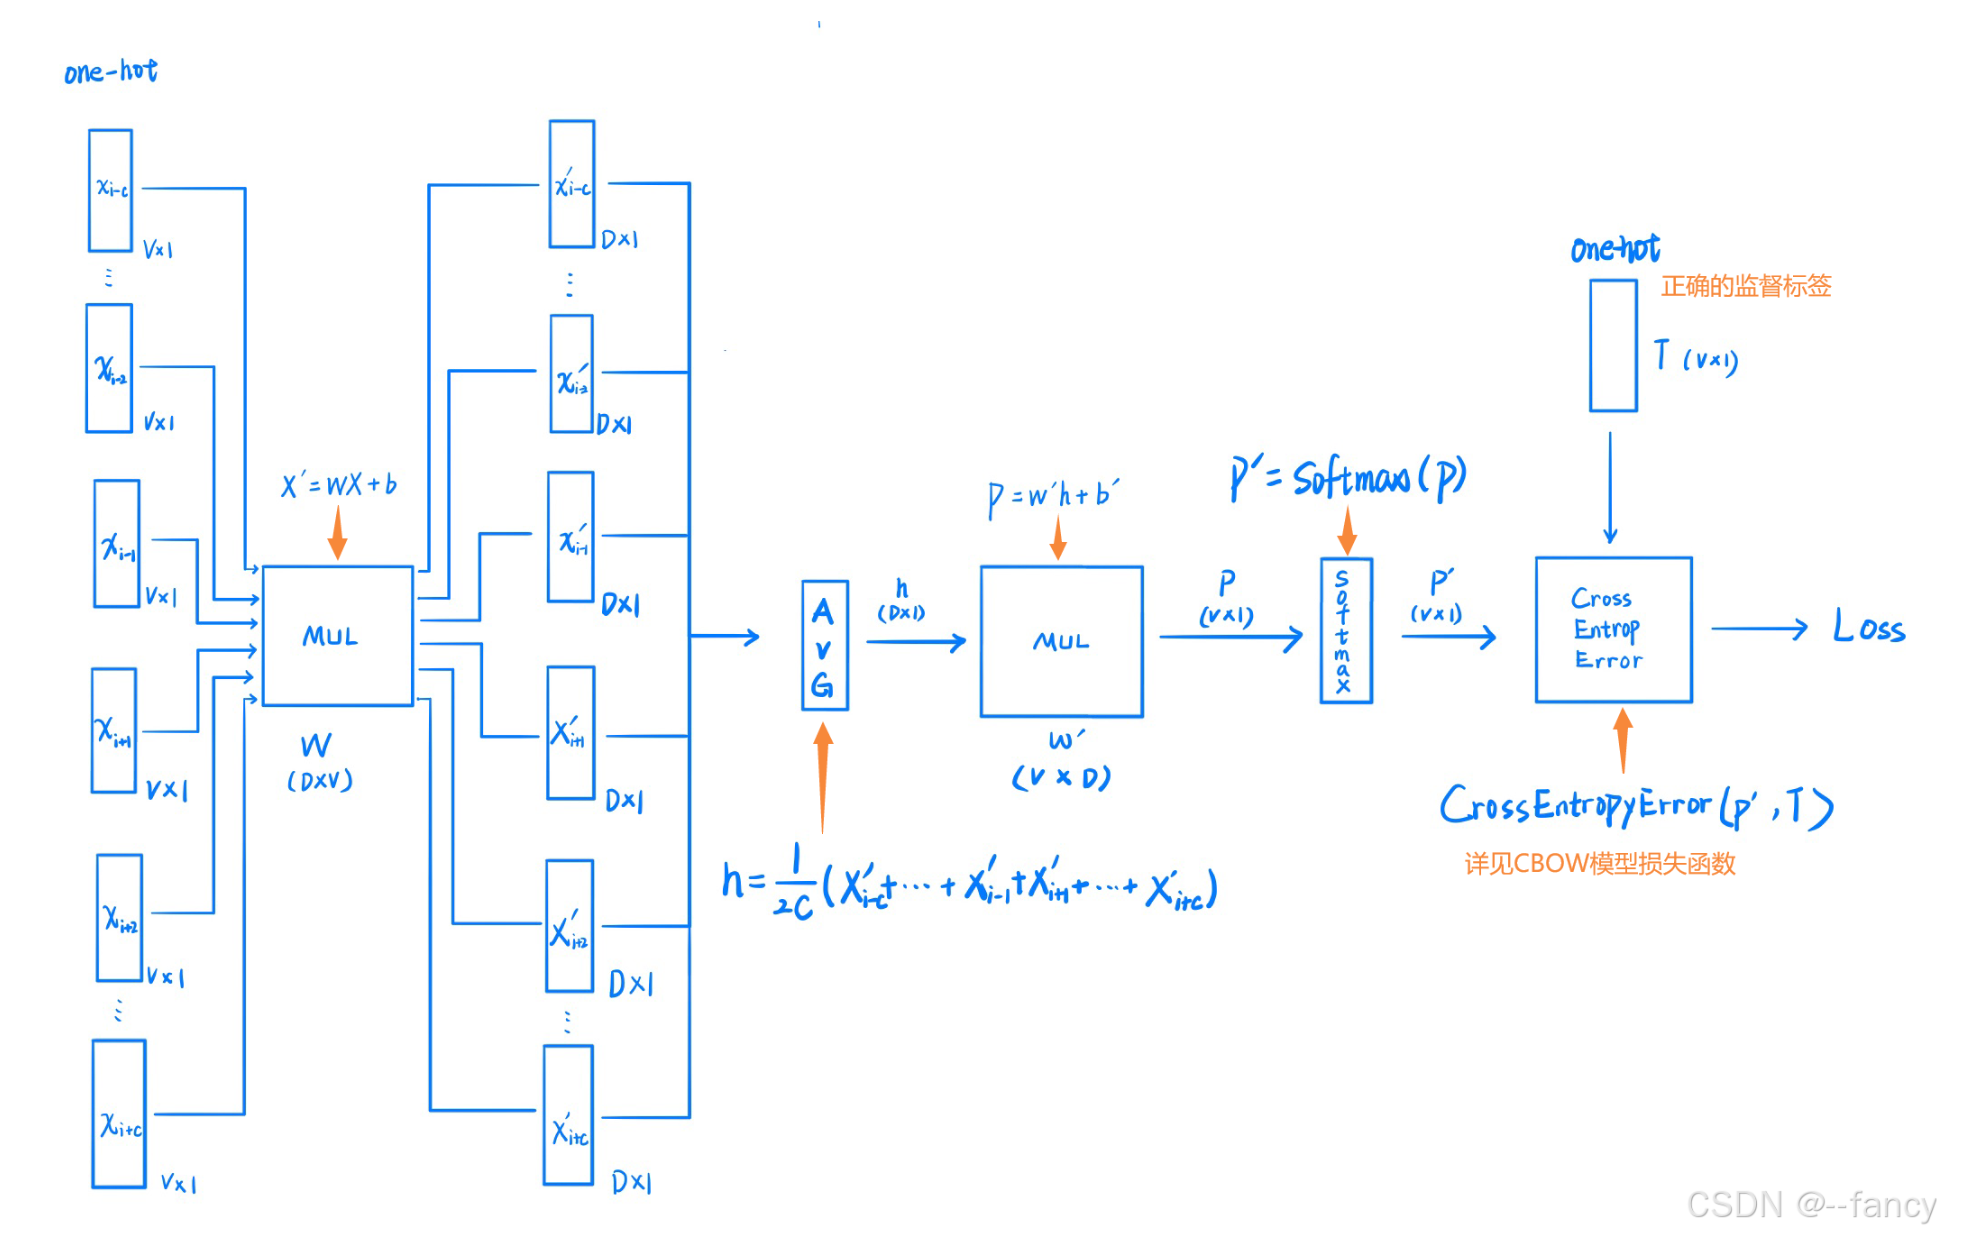 one-hot
x_{i-c}
V×1
⋮
x_{i-2}
V×1
x_{i-1}
V×1
x_{i+1}
V×1
x_{i+2}
V×1
⋮
x_{i+c}
V×1
X'=WX+b
MUL
W
(D×V)
x'_{i-c}
D×1
⋮
x'_{i-2}
D×1
x'_{i-1}
D×1
X'_{i+1}
D×1
X'_{i+2}
D×1
⋮
X'_{i+c}
D×1
AVG
h=\frac{1}{2C}(X'_{i-c}+⋯+X'_{i-1}+X'_{i+1}+⋯+X'_{i+c})
h
(D×1)
P=w'h+b'
MUL
w'
(V×D)
P
(V×1)
P'=Softmax(P)
softmax
P'
(V×1)
one-hot
正确的监督标签
T (V×1)
Cross
Entrop
Error
CrossEntropyError(p',T)
详见CBOW模型损失函数
Loss
CSDN @--fancy